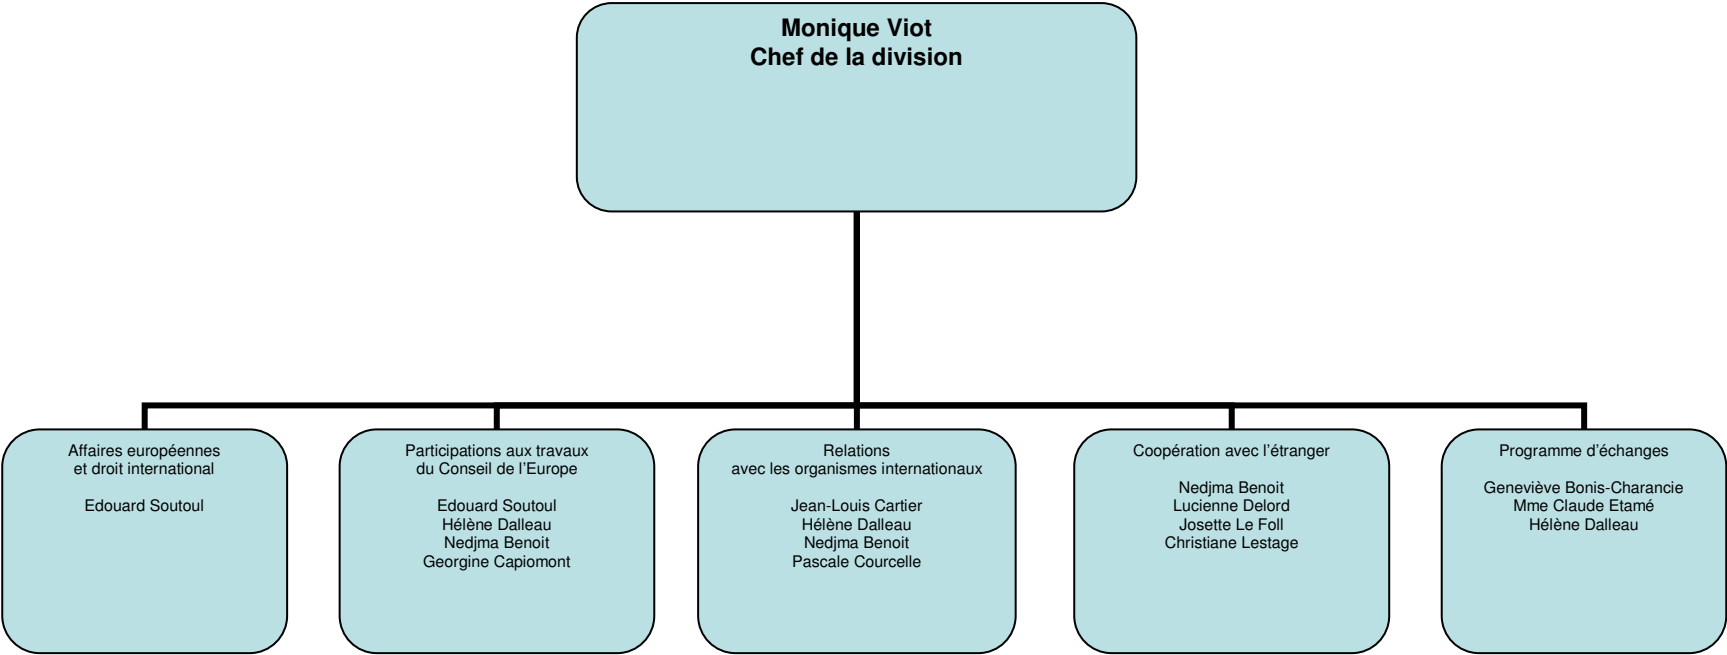 Monique Viot
Chef de la division
Affaires européennes
et droit international
Edouard Soutoul
Participations aux travaux
du Conseil de l’Europe
Edouard Soutoul
Hélène Dalleau
Nedjma Benoit
Georgine Capiomont
Relations
avec les organismes internationaux
Jean-Louis Cartier
Hélène Dalleau
Nedjma Benoit
Pascale Courcelle
Coopération avec l’étranger
Nedjma Benoit
Lucienne Delord
Josette Le Foll
Christiane Lestage
Programme d’échanges
Geneviève Bonis-Charancie
Mme Claude Etamé
Hélène Dalleau